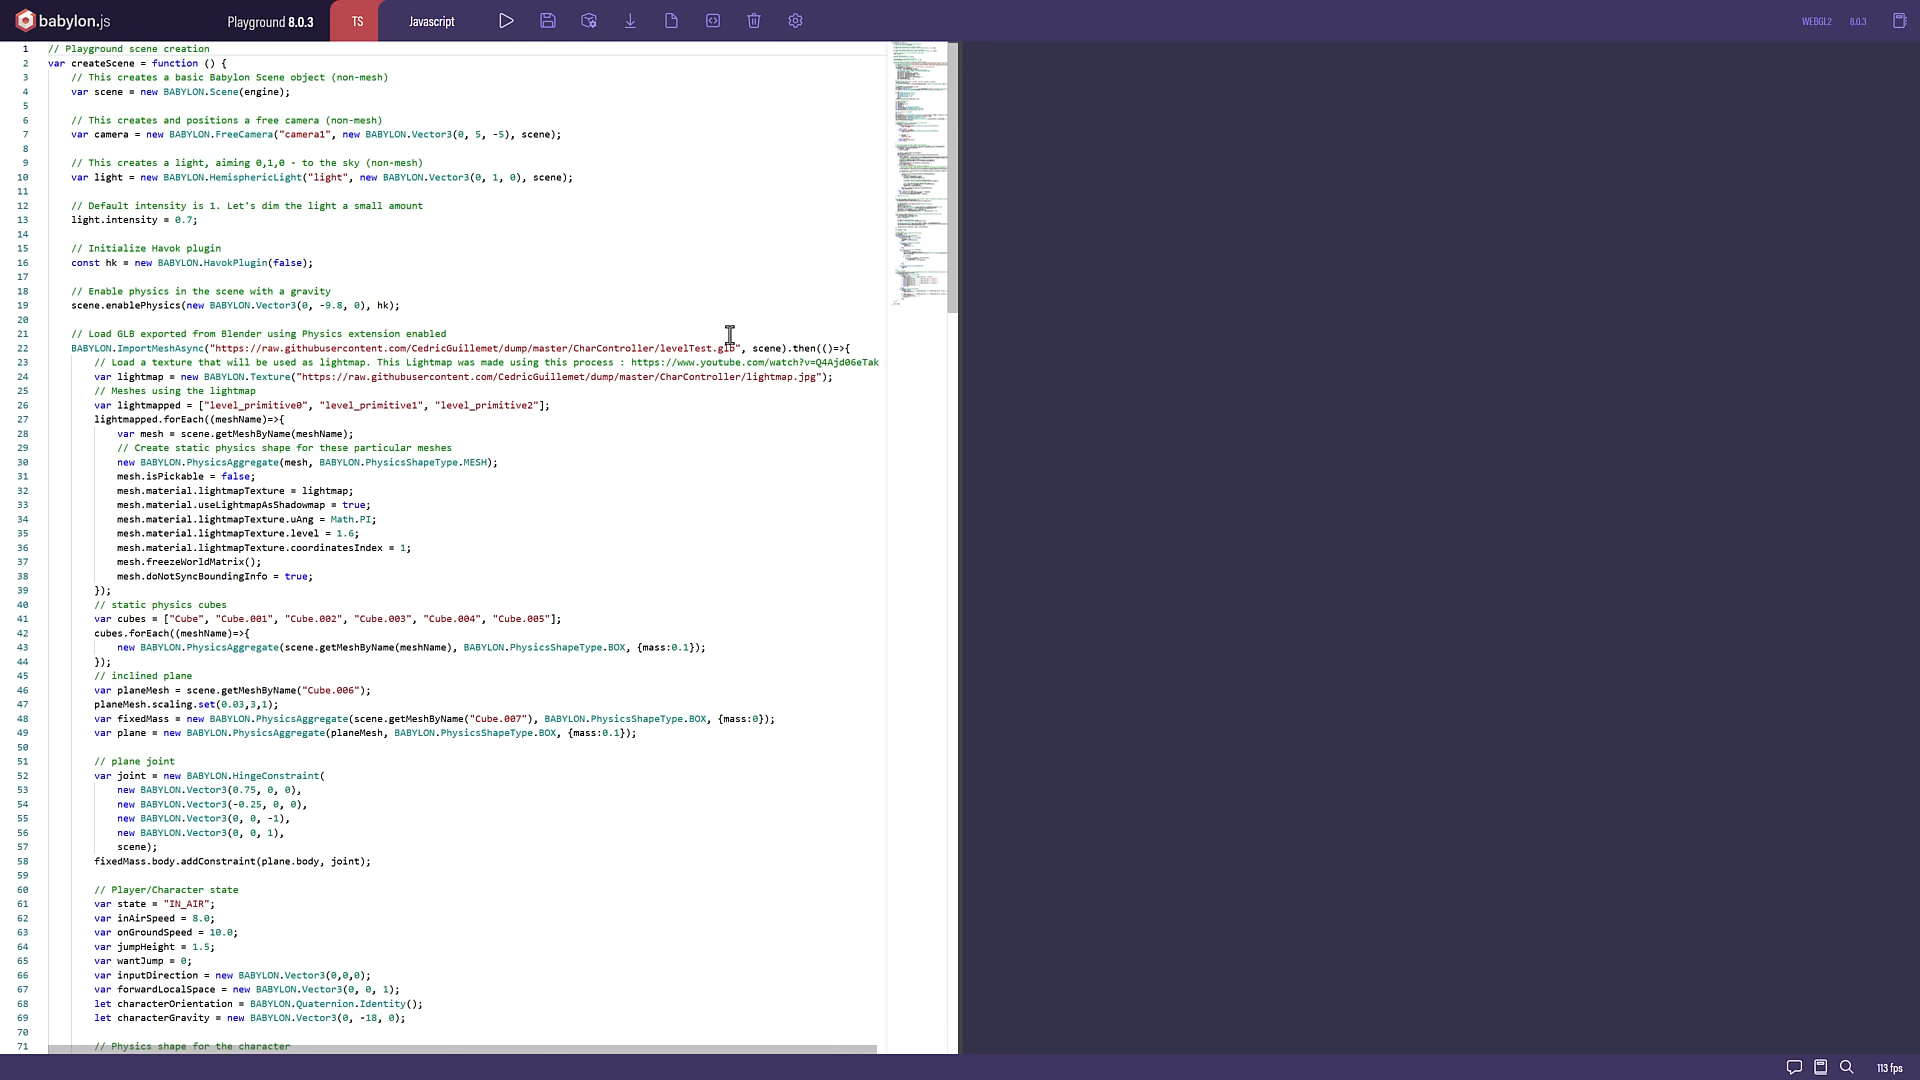 babylon.js Playground 8.0.3 TS Javascript WEBGL2 8.0.3
1 // Playground scene creation
2 var createScene = function () {
3 // This creates a basic Babylon Scene object (non-mesh)
4 var scene = new BABYLON.Scene(engine);
5
6 // This creates and positions a free camera (non-mesh)
7 var camera = new BABYLON.FreeCamera("camera1", new BABYLON.Vector3(0, 5, -5), scene);
8
9 // This creates a light, aiming 0,1,0 - to the sky (non-mesh)
10 var light = new BABYLON.HemisphericLight("light", new BABYLON.Vector3(0, 1, 0), scene);
11
12 // Default intensity is 1. Let's dim the light a small amount
13 light.intensity = 0.7;
14
15 // Initialize Havok plugin
16 const hk = new BABYLON.HavokPlugin(false);
17
18 // Enable physics in the scene with a gravity
19 scene.enablePhysics(new BABYLON.Vector3(0, -9.8, 0), hk);
20
21 // Load GLB exported from Blender using Physics extension enabled
22 BABYLON.ImportMeshAsync("https://raw.githubusercontent.com/CedricGuillemet/dump/master/CharController/levelTest.glb", scene).then(()=>{
23 // Load a texture that will be used as lightmap. This Lightmap was made using this process : https://www.youtube.com/watch?v=Q4Ajd06eTak
24 var lightmap = new BABYLON.Texture("https://raw.githubusercontent.com/CedricGuillemet/dump/master/CharController/lightmap.jpg");
25 // Meshes using the lightmap
26 var lightmapped = ["level_primitive0", "level_primitive1", "level_primitive2"];
27 lightmapped.forEach((meshName)=>{
28 var mesh = scene.getMeshByName(meshName);
29 // Create static physics shape for these particular meshes
30 new BABYLON.PhysicsAggregate(mesh, BABYLON.PhysicsShapeType.MESH);
31 mesh.isPickable = false;
32 mesh.material.lightmapTexture = lightmap;
33 mesh.material.useLightmapAsShadowmap = true;
34 mesh.material.lightmapTexture.uAng = Math.PI;
35 mesh.material.lightmapTexture.level = 1.6;
36 mesh.material.lightmapTexture.coordinatesIndex = 1;
37 mesh.freezeWorldMatrix();
38 mesh.doNotSyncBoundingInfo = true;
39 });
40 // static physics cubes
41 var cubes = ["Cube", "Cube.001", "Cube.002", "Cube.003", "Cube.004", "Cube.005"];
42 cubes.forEach((meshName)=>{
43 new BABYLON.PhysicsAggregate(scene.getMeshByName(meshName), BABYLON.PhysicsShapeType.BOX, {mass:0.1});
44 });
45 // inclined plane
46 var planeMesh = scene.getMeshByName("Cube.006");
47 planeMesh.scaling.set(0.03,3,1);
48 var fixedMass = new BABYLON.PhysicsAggregate(scene.getMeshByName("Cube.007"), BABYLON.PhysicsShapeType.BOX, {mass:0});
49 var plane = new BABYLON.PhysicsAggregate(planeMesh, BABYLON.PhysicsShapeType.BOX, {mass:0.1});
50
51 // plane joint
52 var joint = new BABYLON.HingeConstraint(
53 new BABYLON.Vector3(0.75, 0, 0),
54 new BABYLON.Vector3(-0.25, 0, 0),
55 new BABYLON.Vector3(0, 0, -1),
56 new BABYLON.Vector3(0, 0, 1),
57 scene);
58 fixedMass.body.addConstraint(plane.body, joint);
59
60 // Player/Character state
61 var state = "IN_AIR";
62 var inAirSpeed = 8.0;
63 var onGroundSpeed = 10.0;
64 var jumpHeight = 1.5;
65 var wantJump = 0;
66 var inputDirection = new BABYLON.Vector3(0,0,0);
67 var forwardLocalSpace = new BABYLON.Vector3(0, 0, 1);
68 let characterOrientation = BABYLON.Quaternion.Identity();
69 let characterGravity = new BABYLON.Vector3(0, -18, 0);
70
71 // Physics shape for the character
113 fps